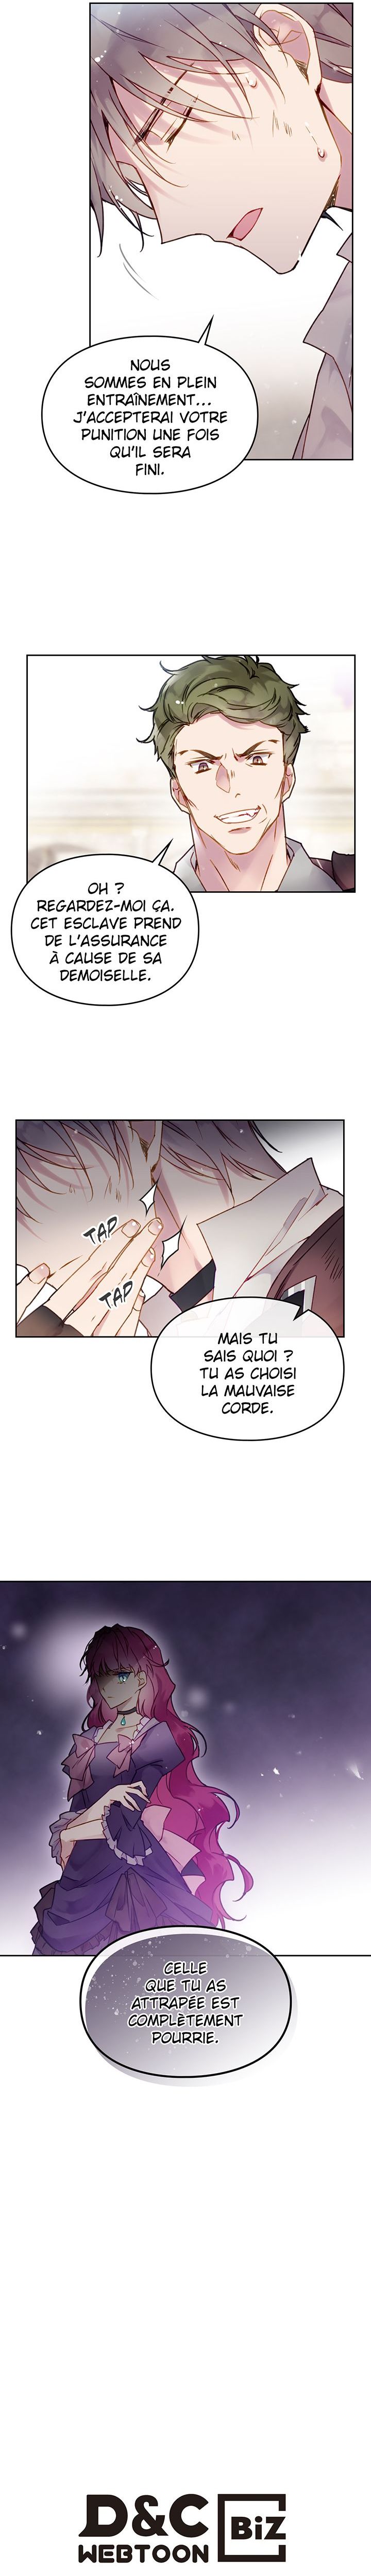 NOUS
SOMMES EN PLEIN
ENTRAÎNEMENT...
J'ACCEPTERAI VOTRE
PUNITION UNE FOIS
QU'IL SERA
FINI.
OH ?
REGARDEZ-MOI ÇA.
CET ESCLAVE PREND
DE L'ASSURANCE
À CAUSE DE SA
DEMOISELLE.
TAP
TAP
MAIS TU
SAIS QUOI ?
TU AS CHOISI
LA MAUVAISE
CORDE.
CELLE
QUE TU AS
ATTRAPÉE EST
COMPLÈTEMENT
POURRIE.
D&C
WEBTOON
BiZ